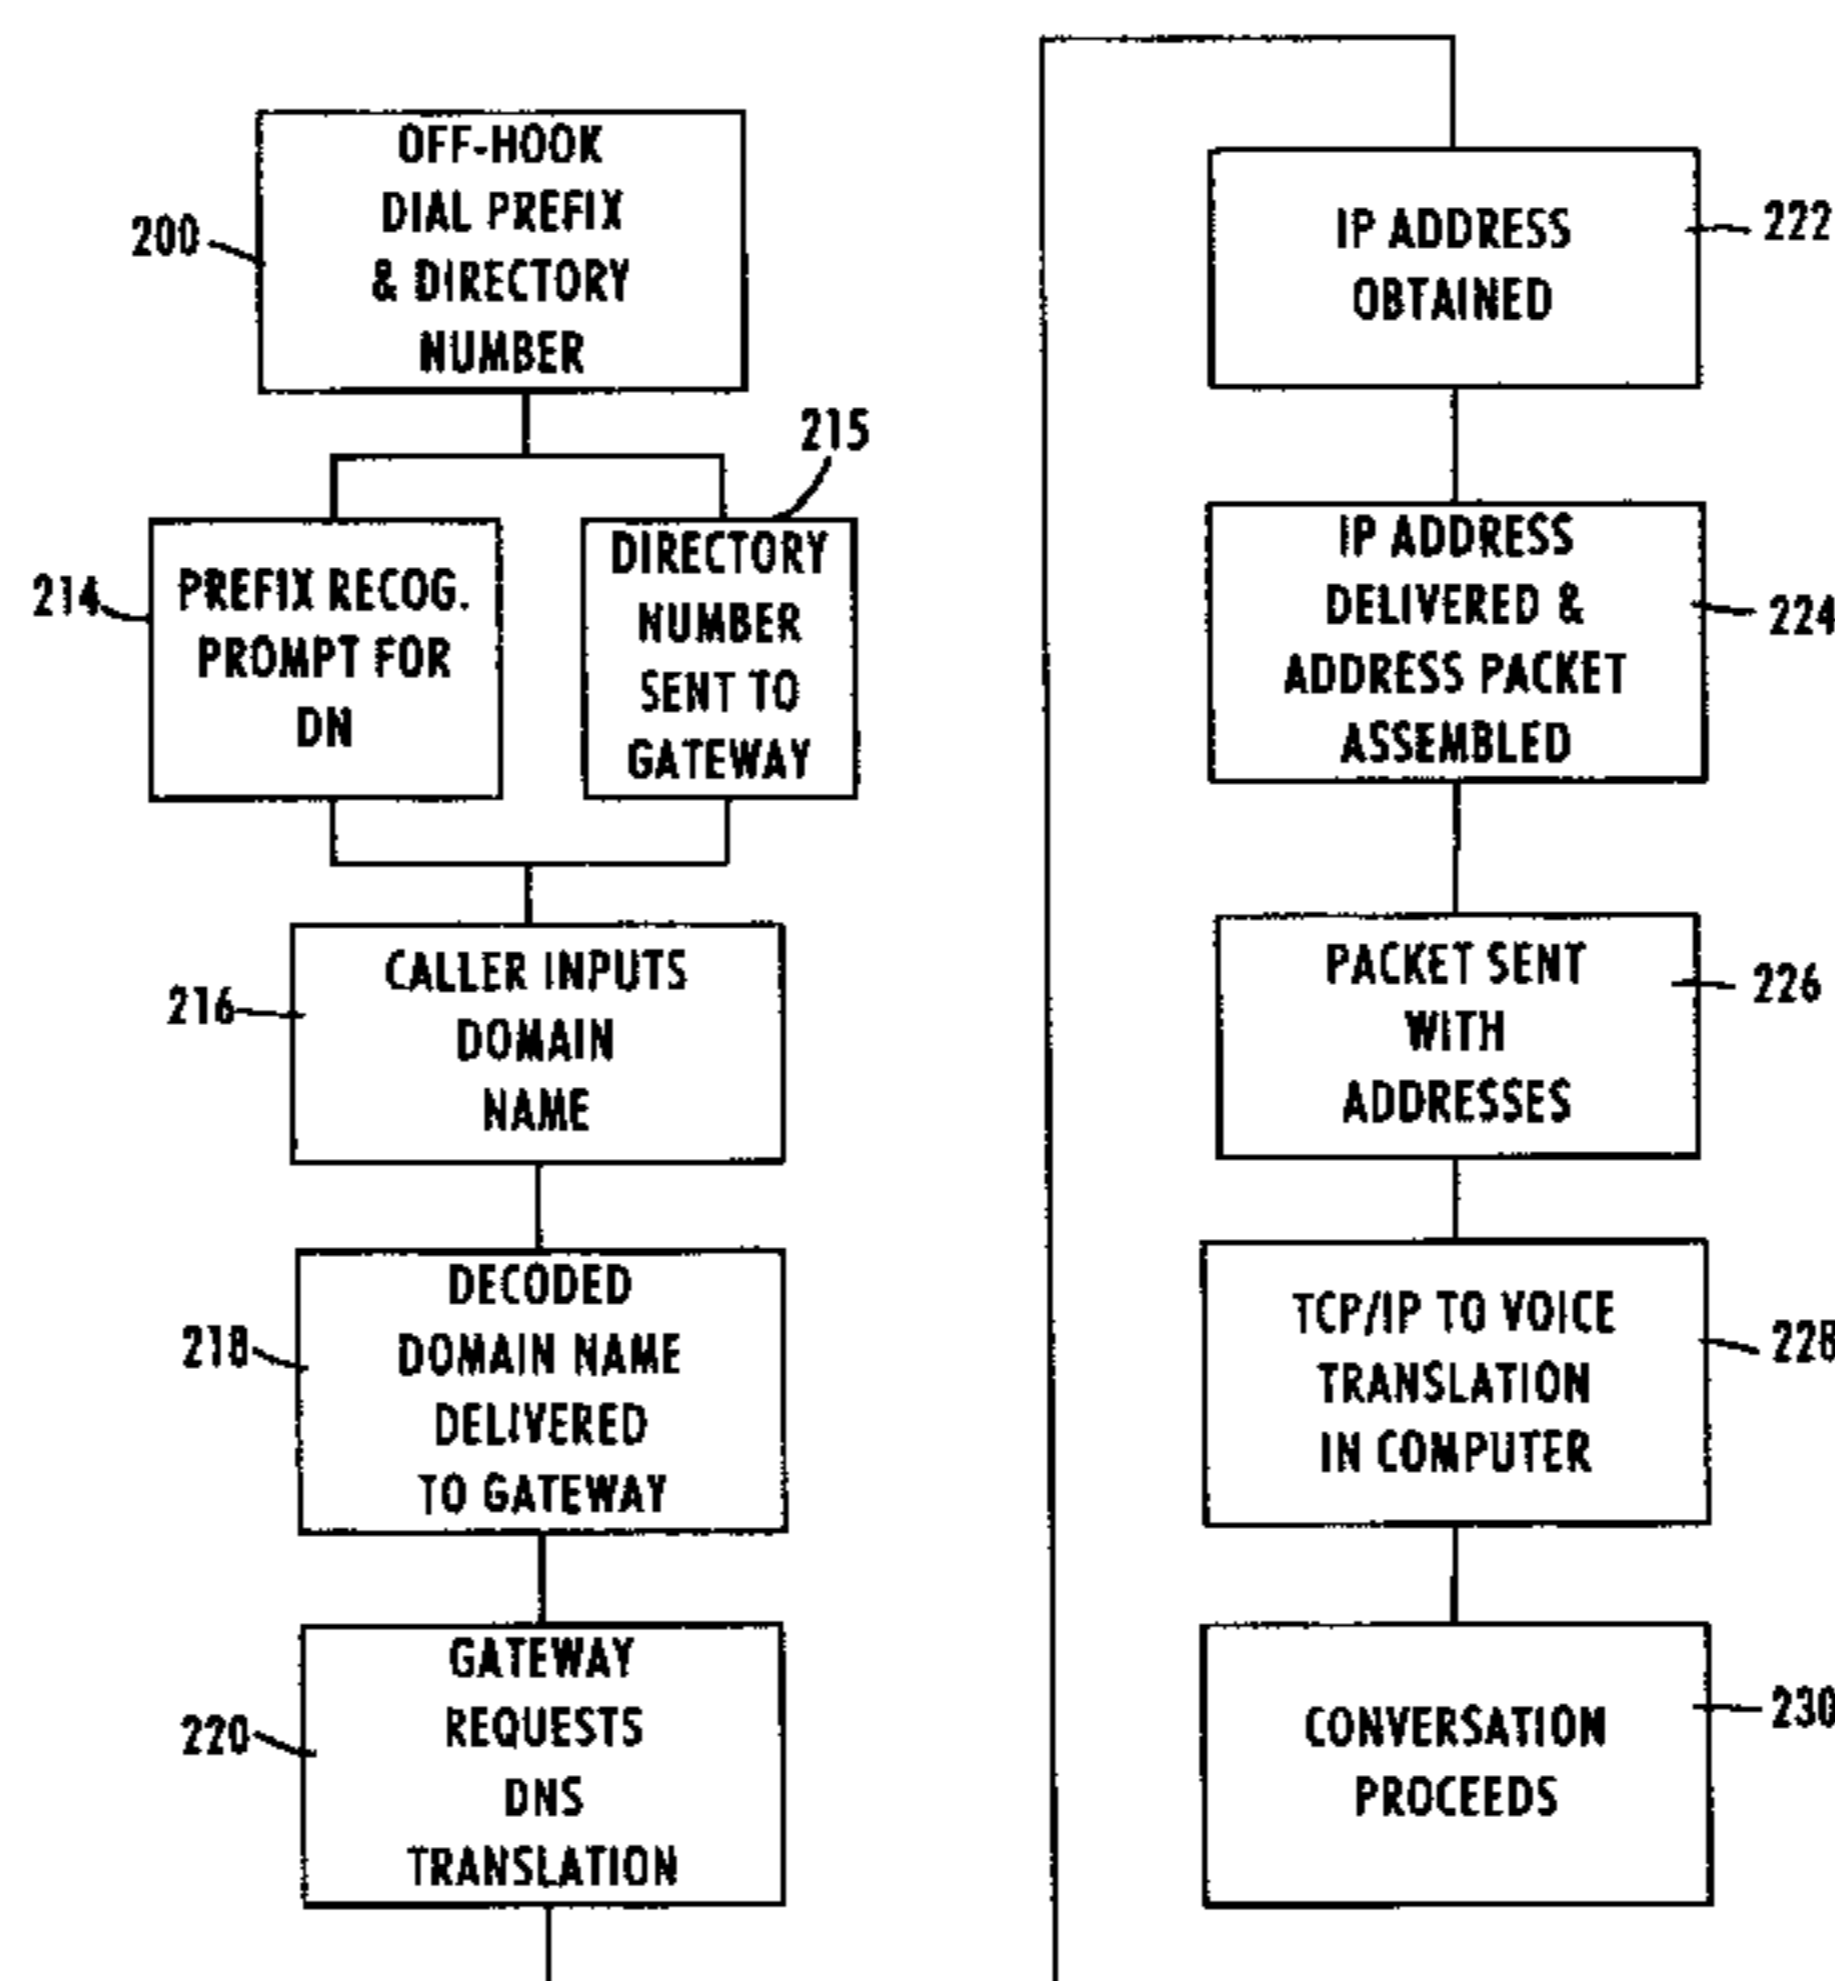 200
OFF-HOOK
DIAL PREFIX
& DIRECTORY
NUMBER
214
PREFIX RECOG.
PROMPT FOR
DN
215
DIRECTORY
NUMBER
SENT TO
GATEWAY
216
CALLER INPUTS
DOMAIN
NAME
218
DECODED
DOMAIN NAME
DELIVERED
TO GATEWAY
220
GATEWAY
REQUESTS
DNS
TRANSLATION
IP ADDRESS
OBTAINED
222
IP ADDRESS
DELIVERED &
ADDRESS PACKET
ASSEMBLED
224
PACKET SENT
WITH
ADDRESSES
226
TCP/IP TO VOICE
TRANSLATION
IN COMPUTER
228
CONVERSATION
PROCEEDS
230